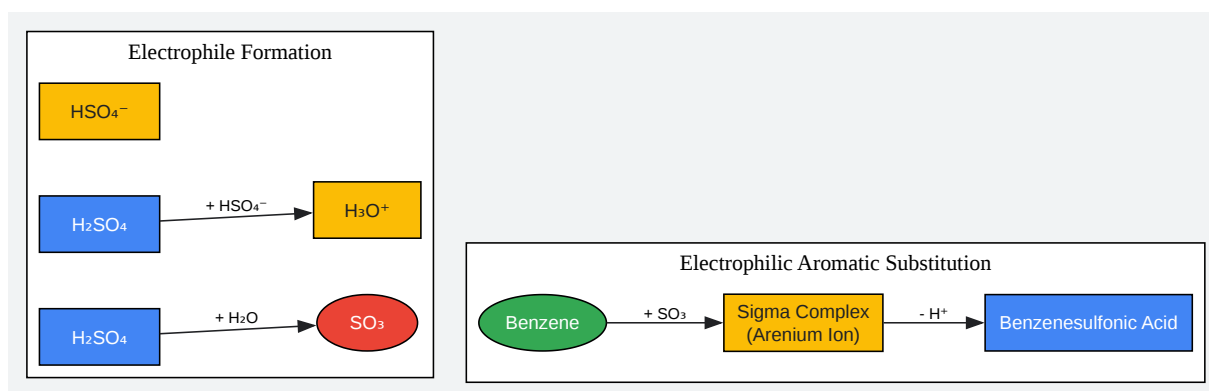 Electrophile Formation
HSO₄⁻
H₂SO₄
+ HSO₄⁻
H₃O⁺
H₂SO₄
+ H₂O
SO₃
Electrophilic Aromatic Substitution
Benzene
+ SO₃
Sigma Complex
(Arenium Ion)
- H⁺
Benzenesulfonic Acid